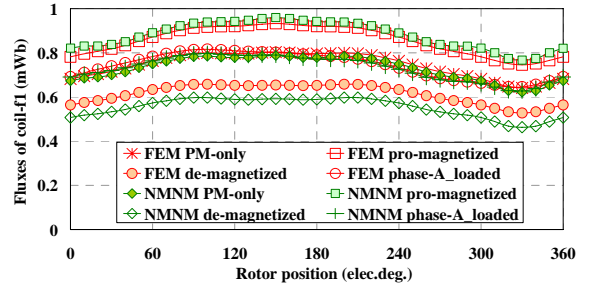 1
0.8
0.6
0.4
0.2
0
Fluxes of coil-f1 (mWb)
FEM PM-only
FEM pro-magnetized
FEM de-magnetized
FEM phase-A_loaded
NMNM PM-only
NMNM pro-magnetized
NMNM de-magnetized
NMNM phase-A_loaded
0 60 120 180 240 300 360
Rotor position (elec.deg.)